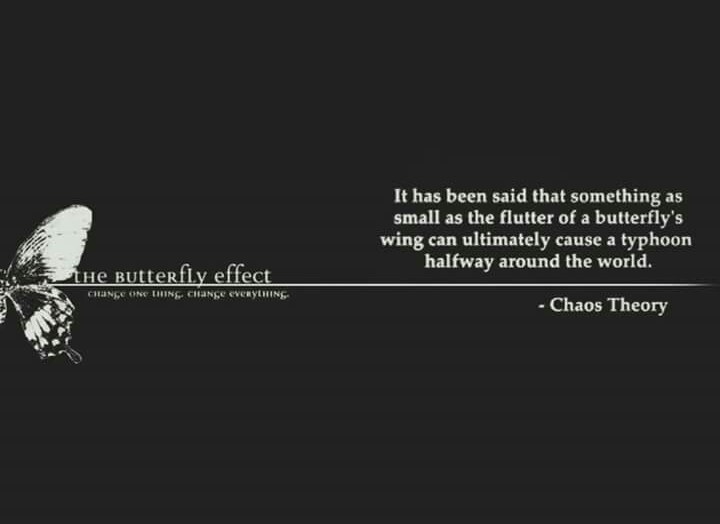 It has been said that something as
small as the flutter of a butterfly's
wing can ultimately cause a typhoon
halfway around the world.
- Chaos Theory
the butterfly effect
change one thing. change everything.